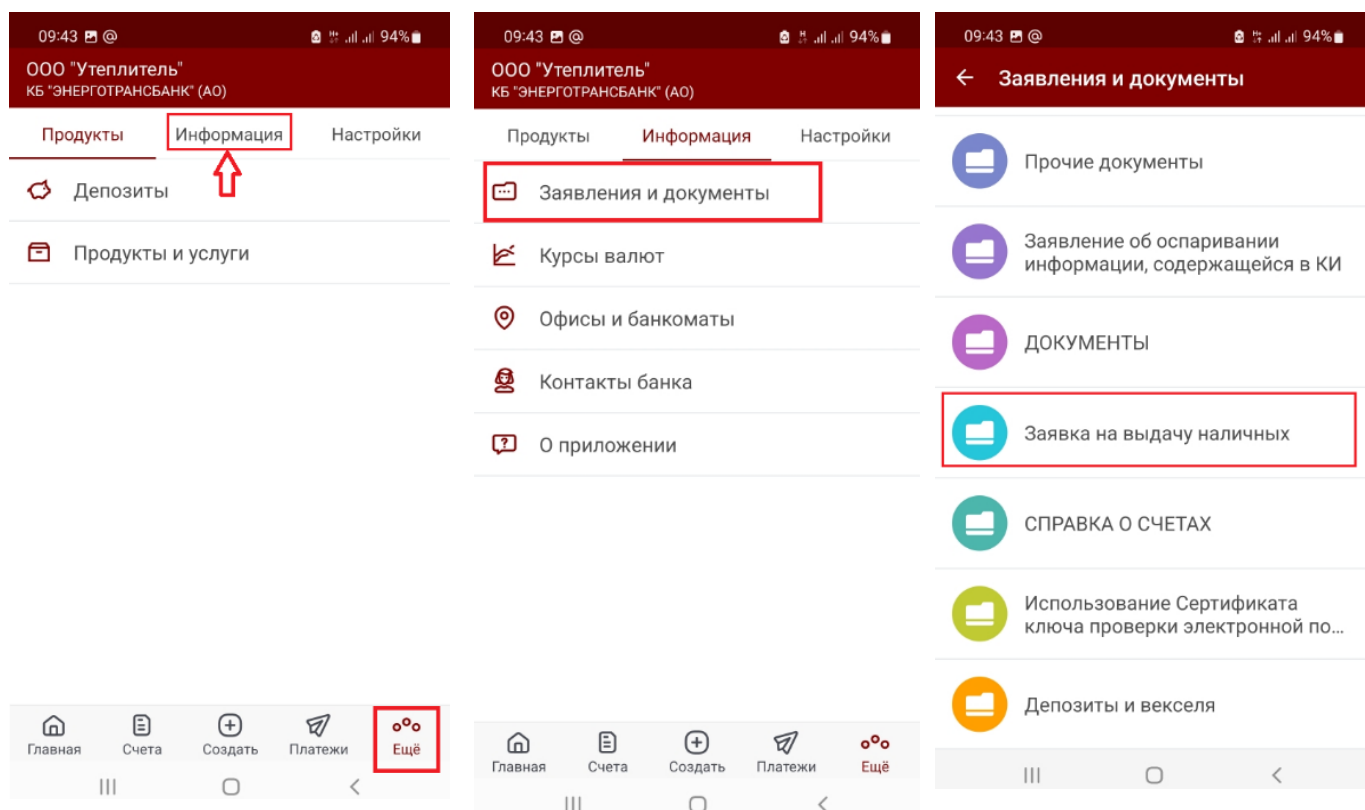 09:43 @ 94%
ООО "Утеплитель"
КБ "ЭНЕРГОТРАНСБАНК" (АО)
Продукты Информация Настройки
Депозиты
Продукты и услуги
Главная Счета Создать Платежи Ещё
09:43 @ 94%
ООО "Утеплитель"
КБ "ЭНЕРГОТРАНСБАНК" (АО)
Продукты Информация Настройки
Заявления и документы
Курсы валют
Офисы и банкоматы
Контакты банка
О приложении
Главная Счета Создать Платежи Ещё
09:43 @ 94%
Заявления и документы
Прочие документы
Заявление об оспаривании
информации, содержащейся в КИ
ДОКУМЕНТЫ
Заявка на выдачу наличных
СПРАВКА О СЧЕТАХ
Использование Сертификата
ключа проверки электронной по...
Депозиты и векселя